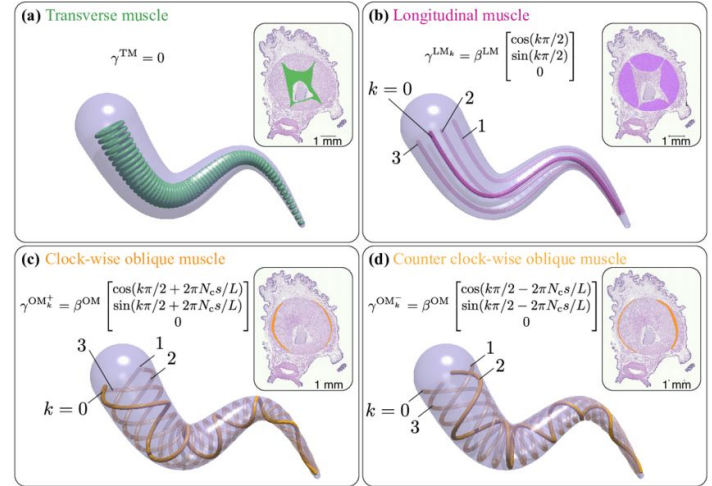 (a) Transverse muscle
γ^TM = 0
1 mm
(b) Longitudinal muscle
γ^LM_k = β^LM [cos(kπ/2) sin(kπ/2) 0]
k = 0
2
1
3
1 mm
(c) Clock-wise oblique muscle
γ^OM_k^+ = β^OM [cos(kπ/2 + 2πN_c s/L) sin(kπ/2 + 2πN_c s/L) 0]
3
1
2
k = 0
1 mm
(d) Counter clock-wise oblique muscle
γ^OM_k^- = β^OM [cos(kπ/2 − 2πN_c s/L) sin(kπ/2 − 2πN_c s/L) 0]
1
2
k = 0
3
1 mm